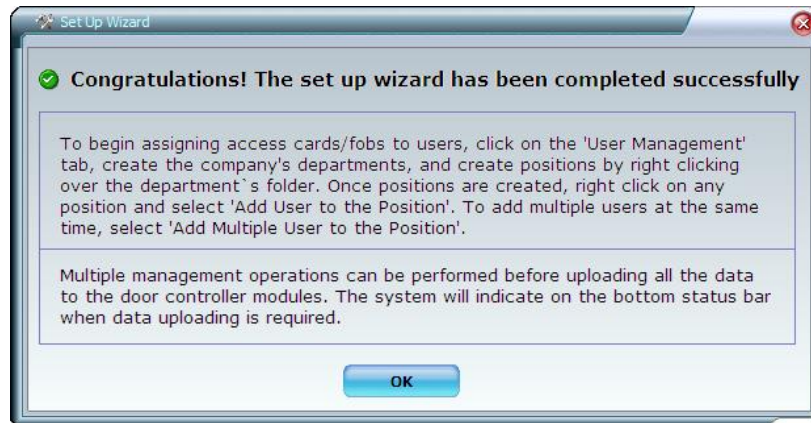 Set Up Wizard
Congratulations! The set up wizard has been completed successfully
To begin assigning access cards/fobs to users, click on the 'User Management'
tab, create the company's departments, and create positions by right clicking
over the department`s folder. Once positions are created, right click on any
position and select 'Add User to the Position'. To add multiple users at the same
time, select 'Add Multiple User to the Position'.
Multiple management operations can be performed before uploading all the data
to the door controller modules. The system will indicate on the bottom status bar
when data uploading is required.
OK